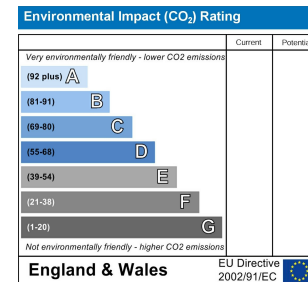 Environmental Impact (CO₂) Rating
Current Potentia
Very environmentally friendly - lower CO2 emissions
(92 plus) A
(81-91) B
(69-80) C
(55-68) D
(39-54) E
(21-38) F
(1-20) G
Not environmentally friendly - higher CO2 emissions
England & Wales
EU Directive
2002/91/EC